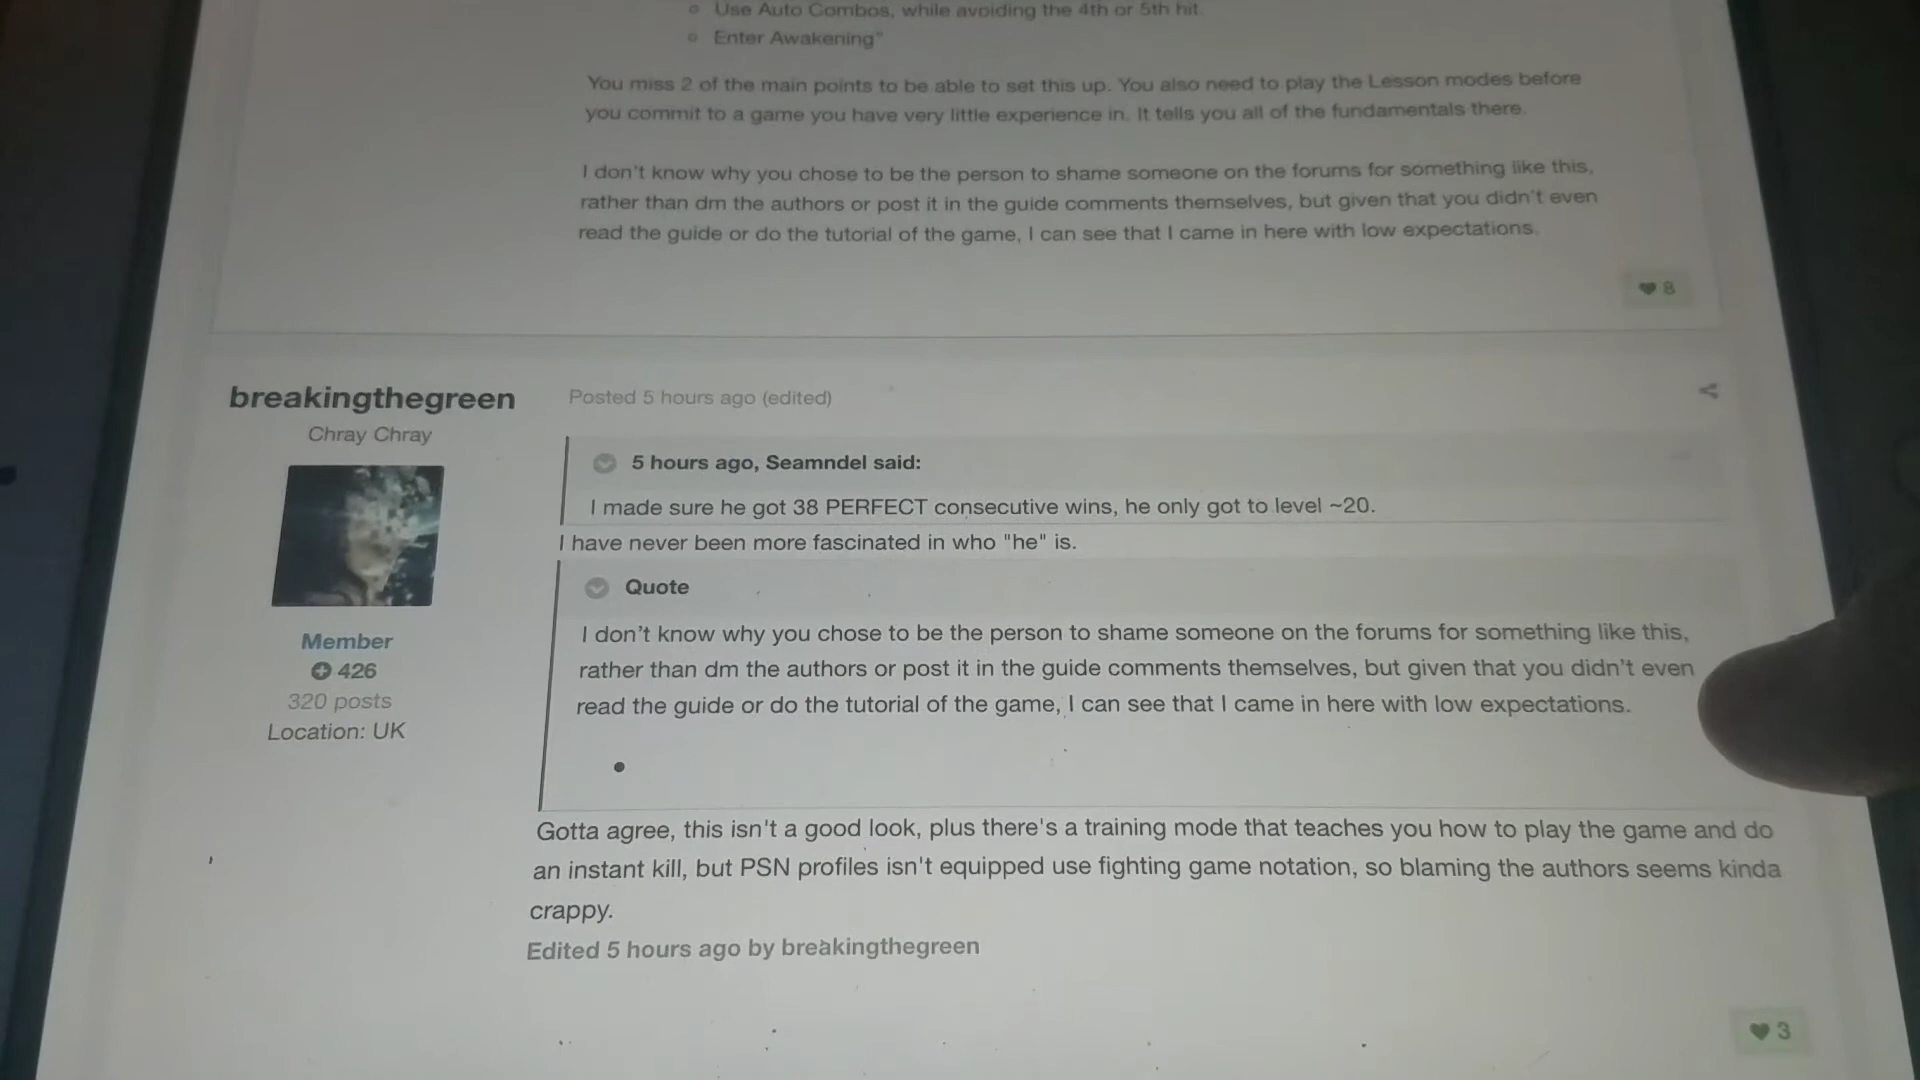 Use Auto Combos, while avoiding the 4th or 5th hit.
Enter Awakening"
You miss 2 of the main points to be able to set this up. You also need to play the Lesson modes before
you commit to a game you have very little experience in. It tells you all of the fundamentals there.
I don't know why you chose to be the person to shame someone on the forums for something like this,
rather than dm the authors or post it in the guide comments themselves, but given that you didn't even
read the guide or do the tutorial of the game, I can see that I came in here with low expectations.
8
breakingthegreen
Chray Chray
Member
426
320 posts
Location: UK
Posted 5 hours ago (edited)
5 hours ago, Seamndel said:
I made sure he got 38 PERFECT consecutive wins, he only got to level ~20.
I have never been more fascinated in who "he" is.
Quote
I don't know why you chose to be the person to shame someone on the forums for something like this,
rather than dm the authors or post it in the guide comments themselves, but given that you didn't even
read the guide or do the tutorial of the game, I can see that I came in here with low expectations.
Gotta agree, this isn't a good look, plus there's a training mode that teaches you how to play the game and do
an instant kill, but PSN profiles isn't equipped use fighting game notation, so blaming the authors seems kinda
crappy.
Edited 5 hours ago by breakingthegreen
3